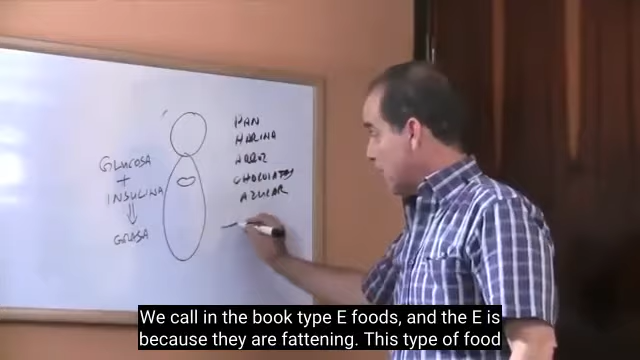 GLUCOSA
+
INSULINA
GRASA
PAN
HARINA
ARROZ
CHOCOLATES
AZUCAR
We call in the book type E foods, and the E is
because they are fattening. This type of food